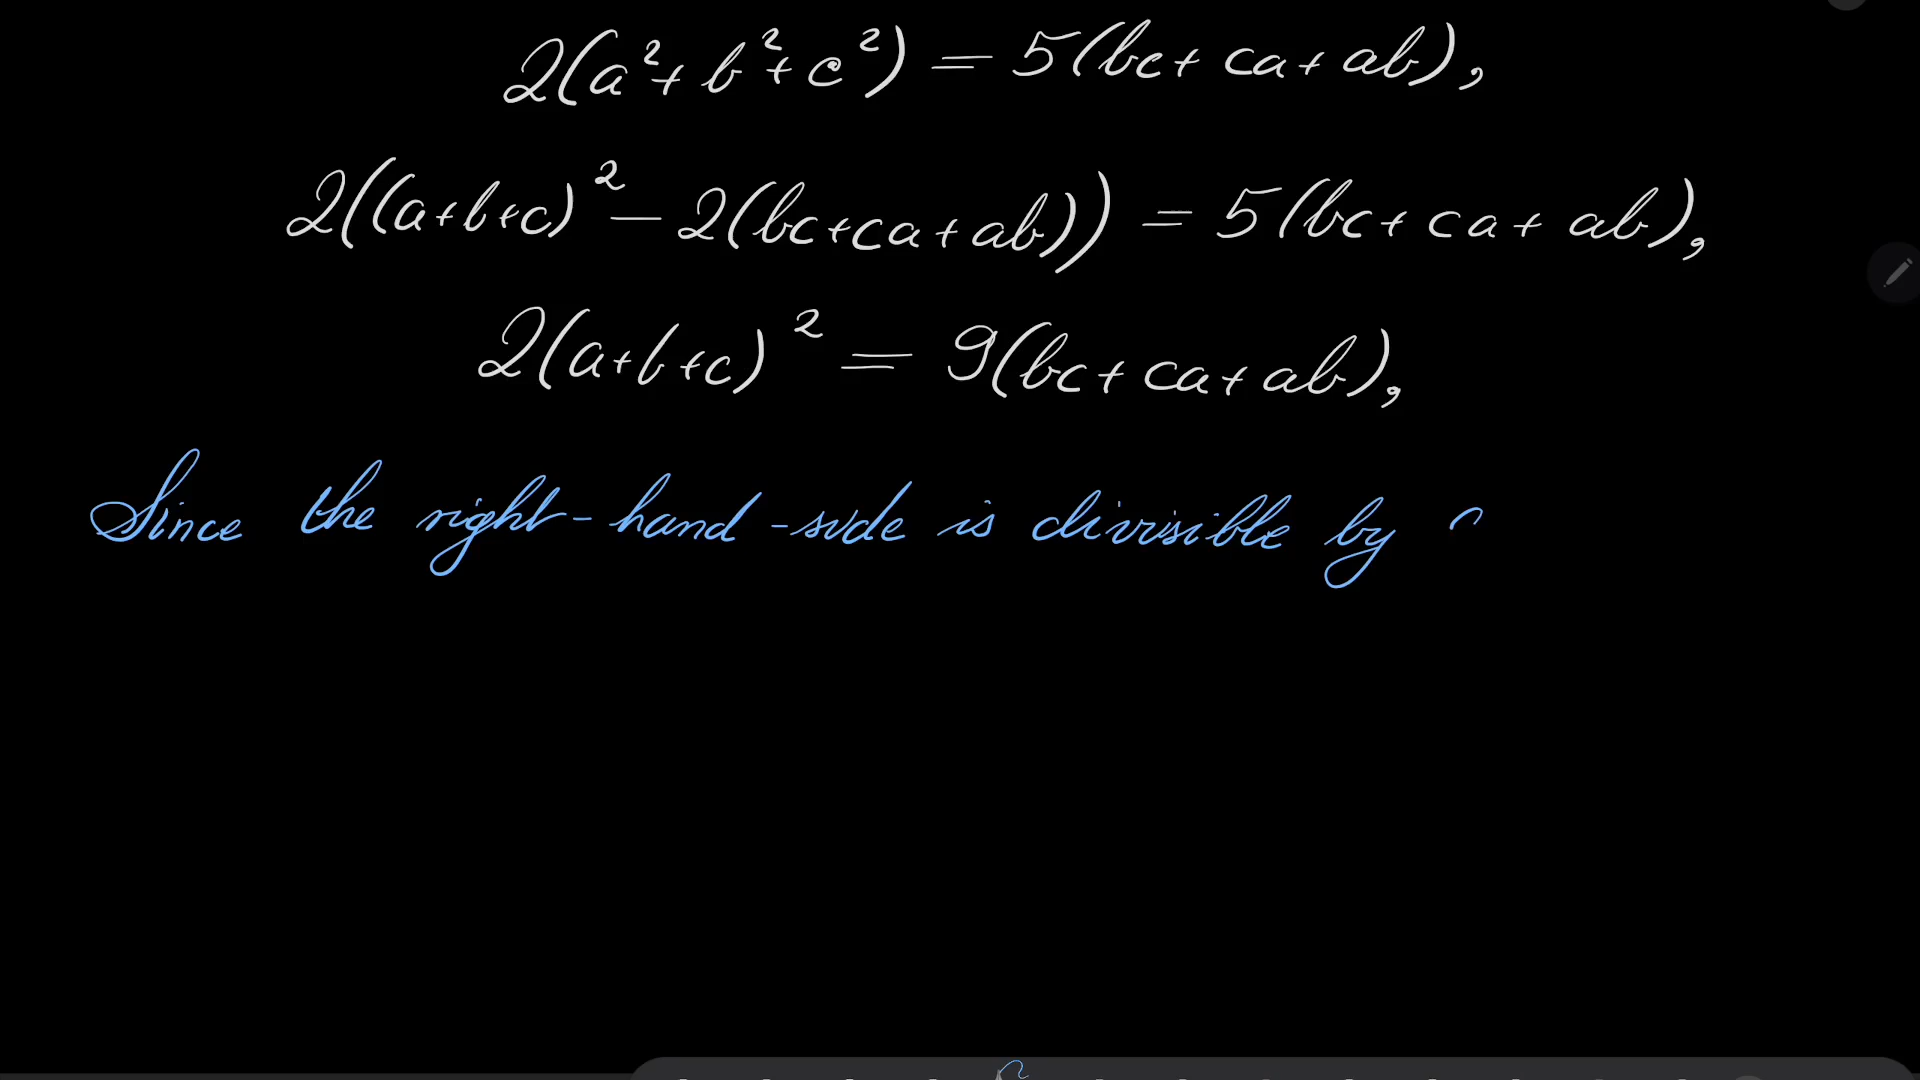 2(a²+b²+c²) = 5(bc+ca+ab),
2((a+b+c)²-2(bc+ca+ab)) = 5(bc+ca+ab),
2(a+b+c)² = 9(bc+ca+ab),
Since the right-hand-side is divisible by